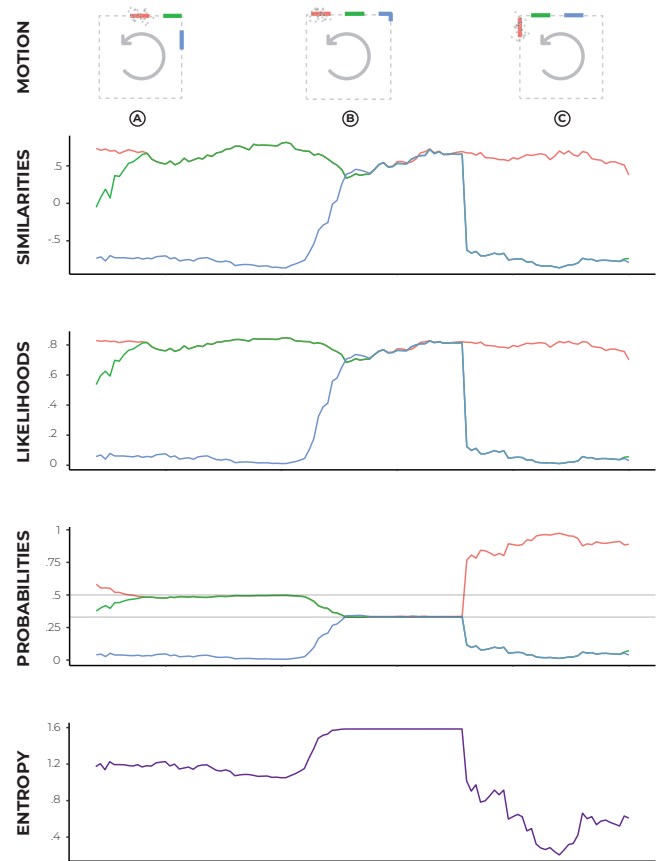 MOTION
A
B
C
SIMILARITIES
.5
0
-.5
LIKELIHOODS
.8
.6
.4
.2
0
PROBABILITIES
1
.75
.5
.25
0
ENTROPY
1.6
1.2
.8
.4